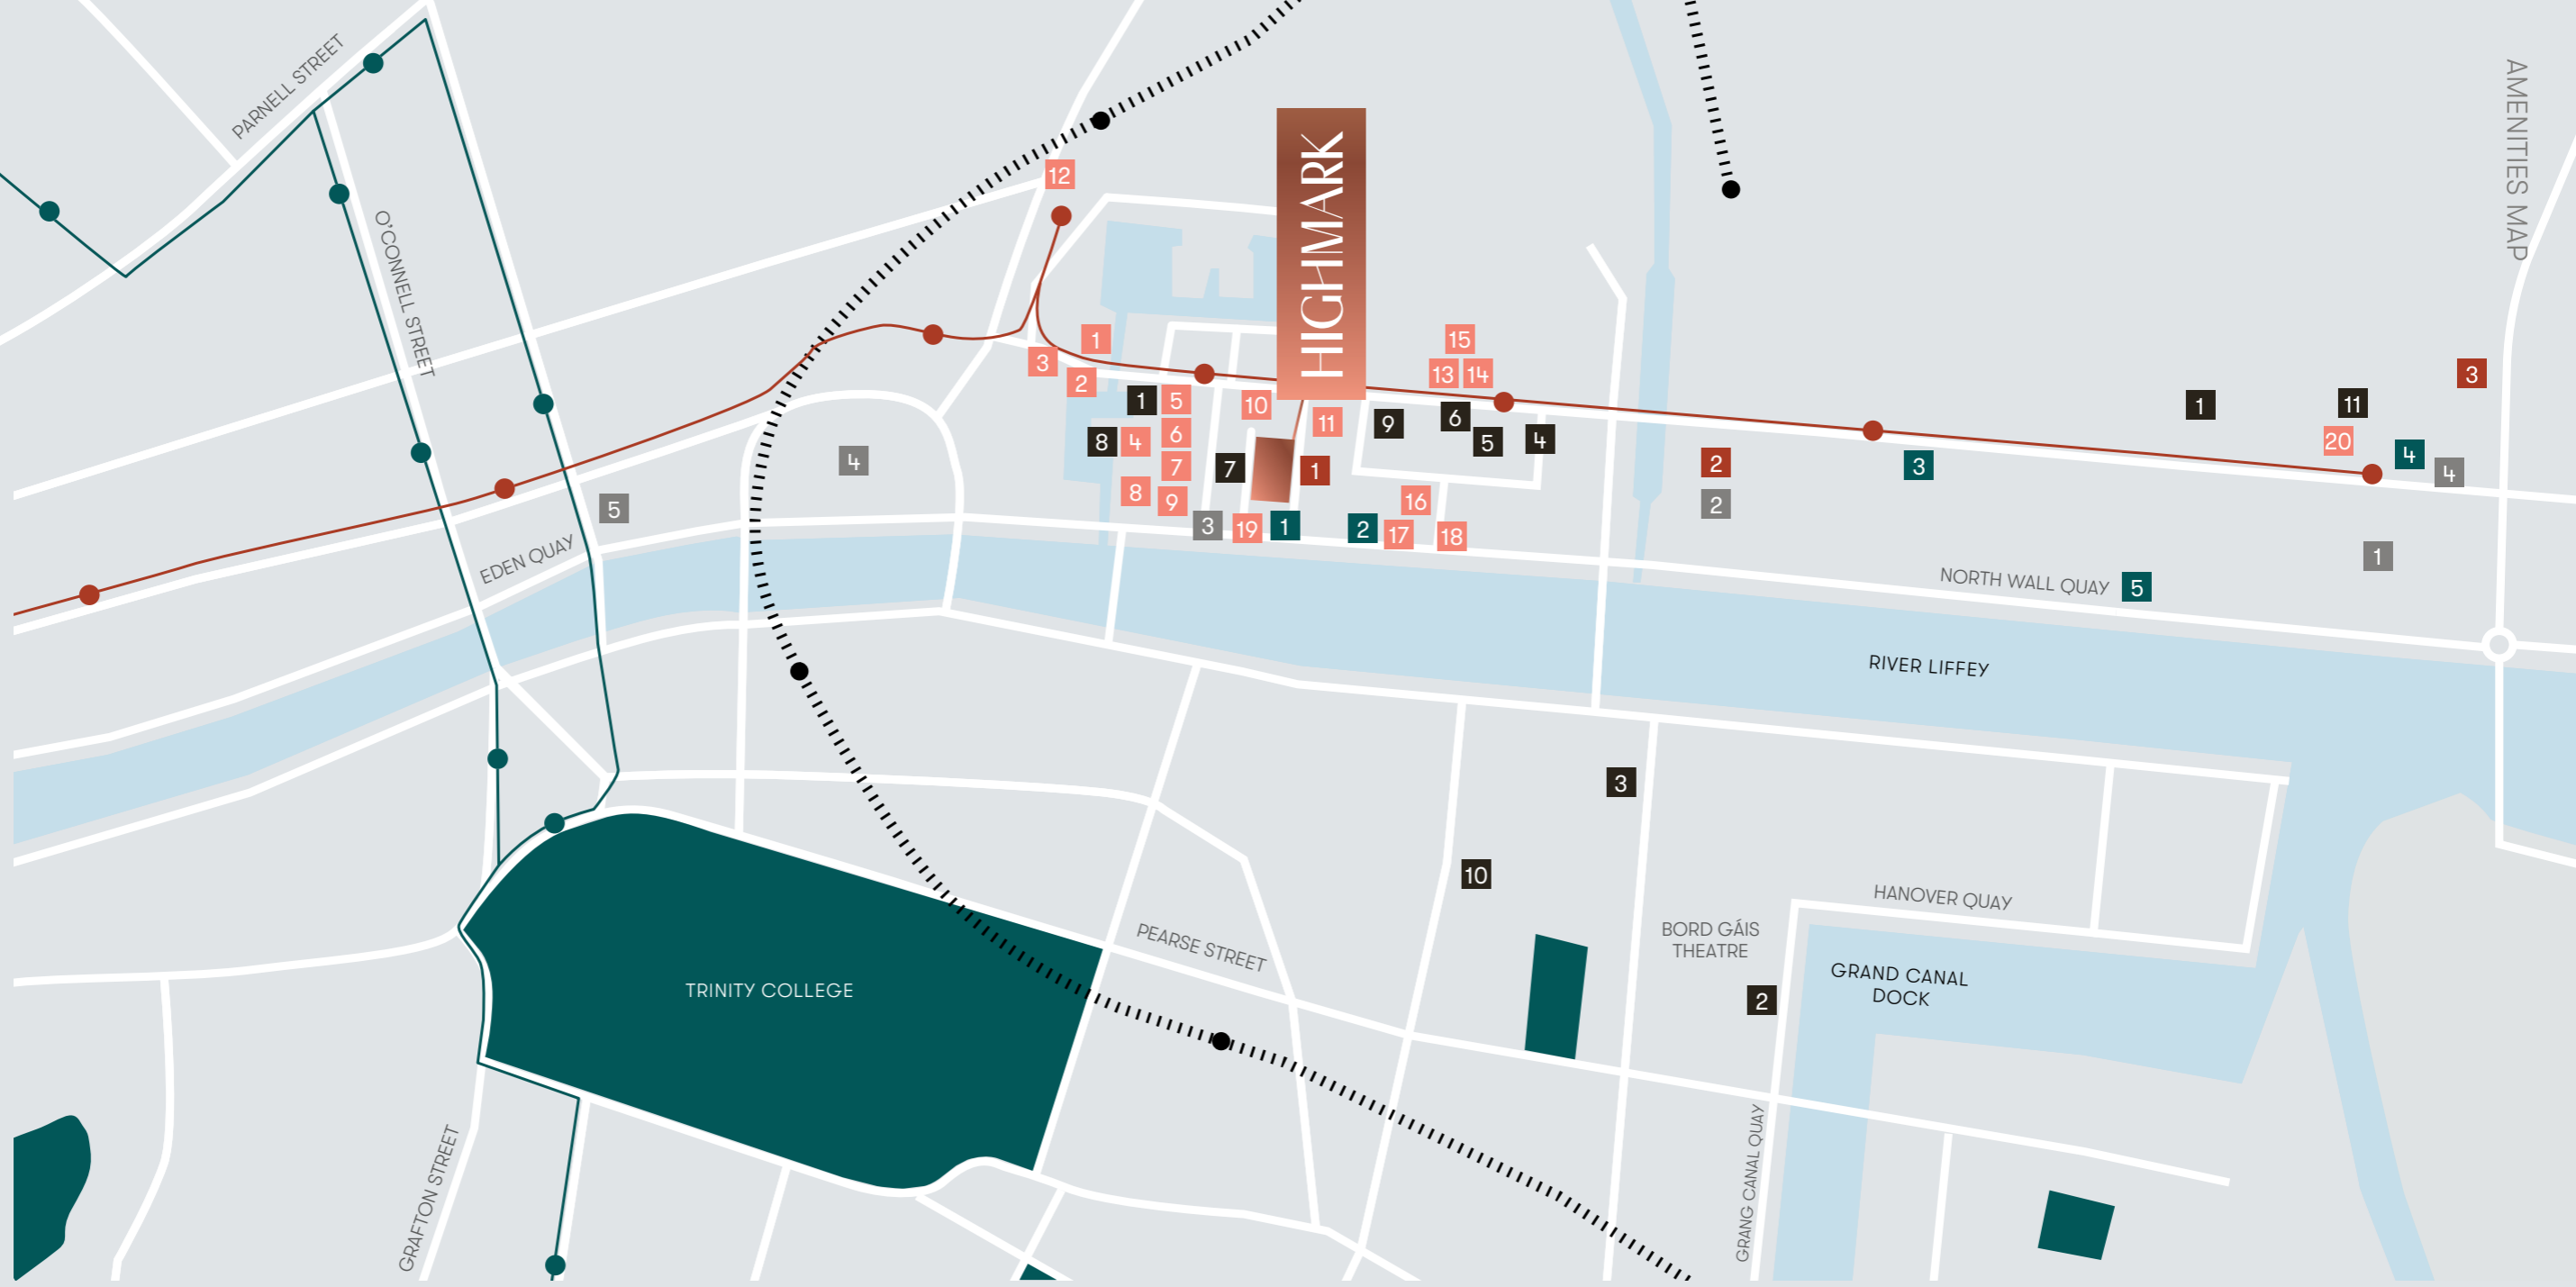 PARNELL STREET
AMENITIES MAP
HIGHMARK
12
O'CONNELL STREET
1
3
2
15
13
14
3
1
5
10
11
9
6
5
4
1
11
20
4
4
8
4
6
7
8
9
7
1
4
5
2
2
3
3
19
1
2
16
17
18
1
EDEN QUAY
NORTH WALL QUAY
5
RIVER LIFFEY
3
10
HANOVER QUAY
BORD GÁIS
THEATRE
PEARSE STREET
GRAND CANAL
DOCK
TRINITY COLLEGE
2
GRAFTON STREET
GRANG CANAL QUAY